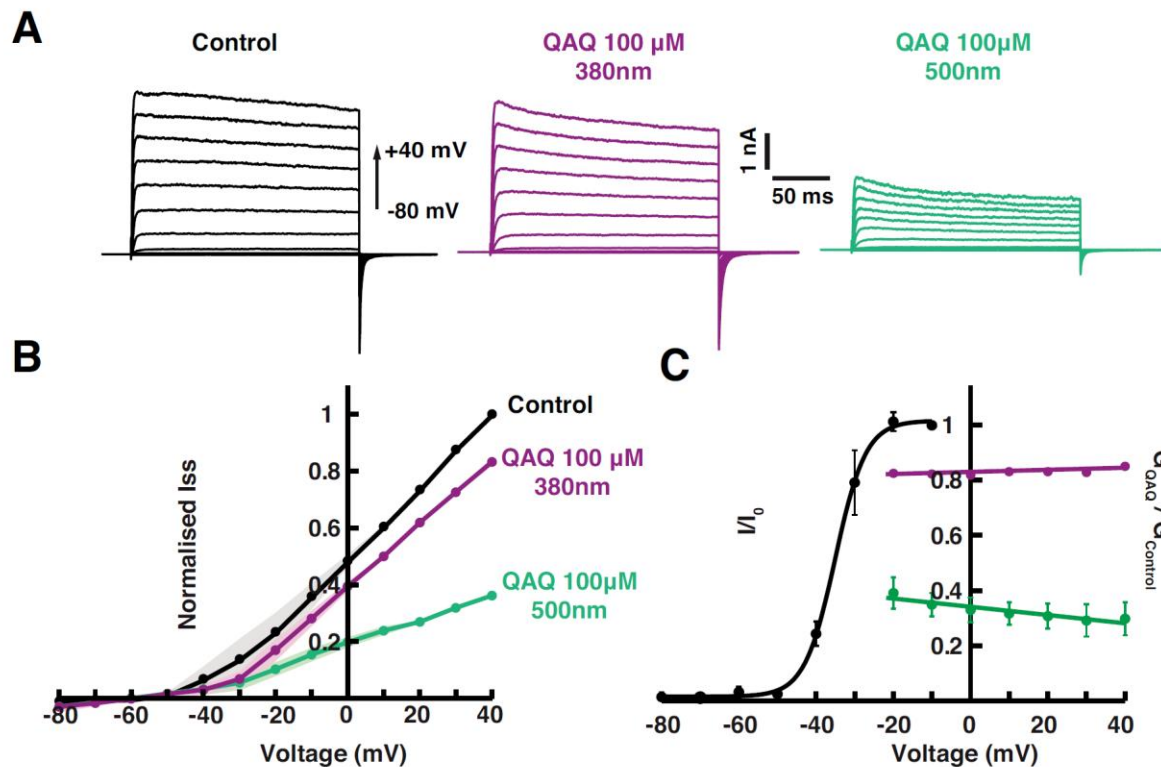 A
Control
QAQ 100 µM
380nm
QAQ 100µM
500nm
+40 mV
-80 mV
1 nA
50 ms
B
Normalised Iss
1
0.8
0.6
0.4
0.2
Control
QAQ 100 µM
380nm
QAQ 100µM
500nm
-80 -60 -40 -20 0 20 40
Voltage (mV)
C
I/I0
1
0.8
0.6
0.4
0.2
QAQ / GControl
-80 -60 -40 -20 0 20 40
Voltage (mV)